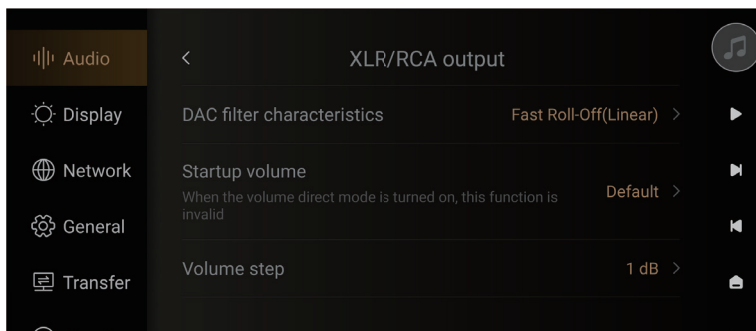 Audio
XLR/RCA output
Display
DAC filter characteristics
Fast Roll-Off(Linear)
Network
Startup volume
When the volume direct mode is turned on, this function is
invalid
Default
General
Transfer
Volume step
1 dB